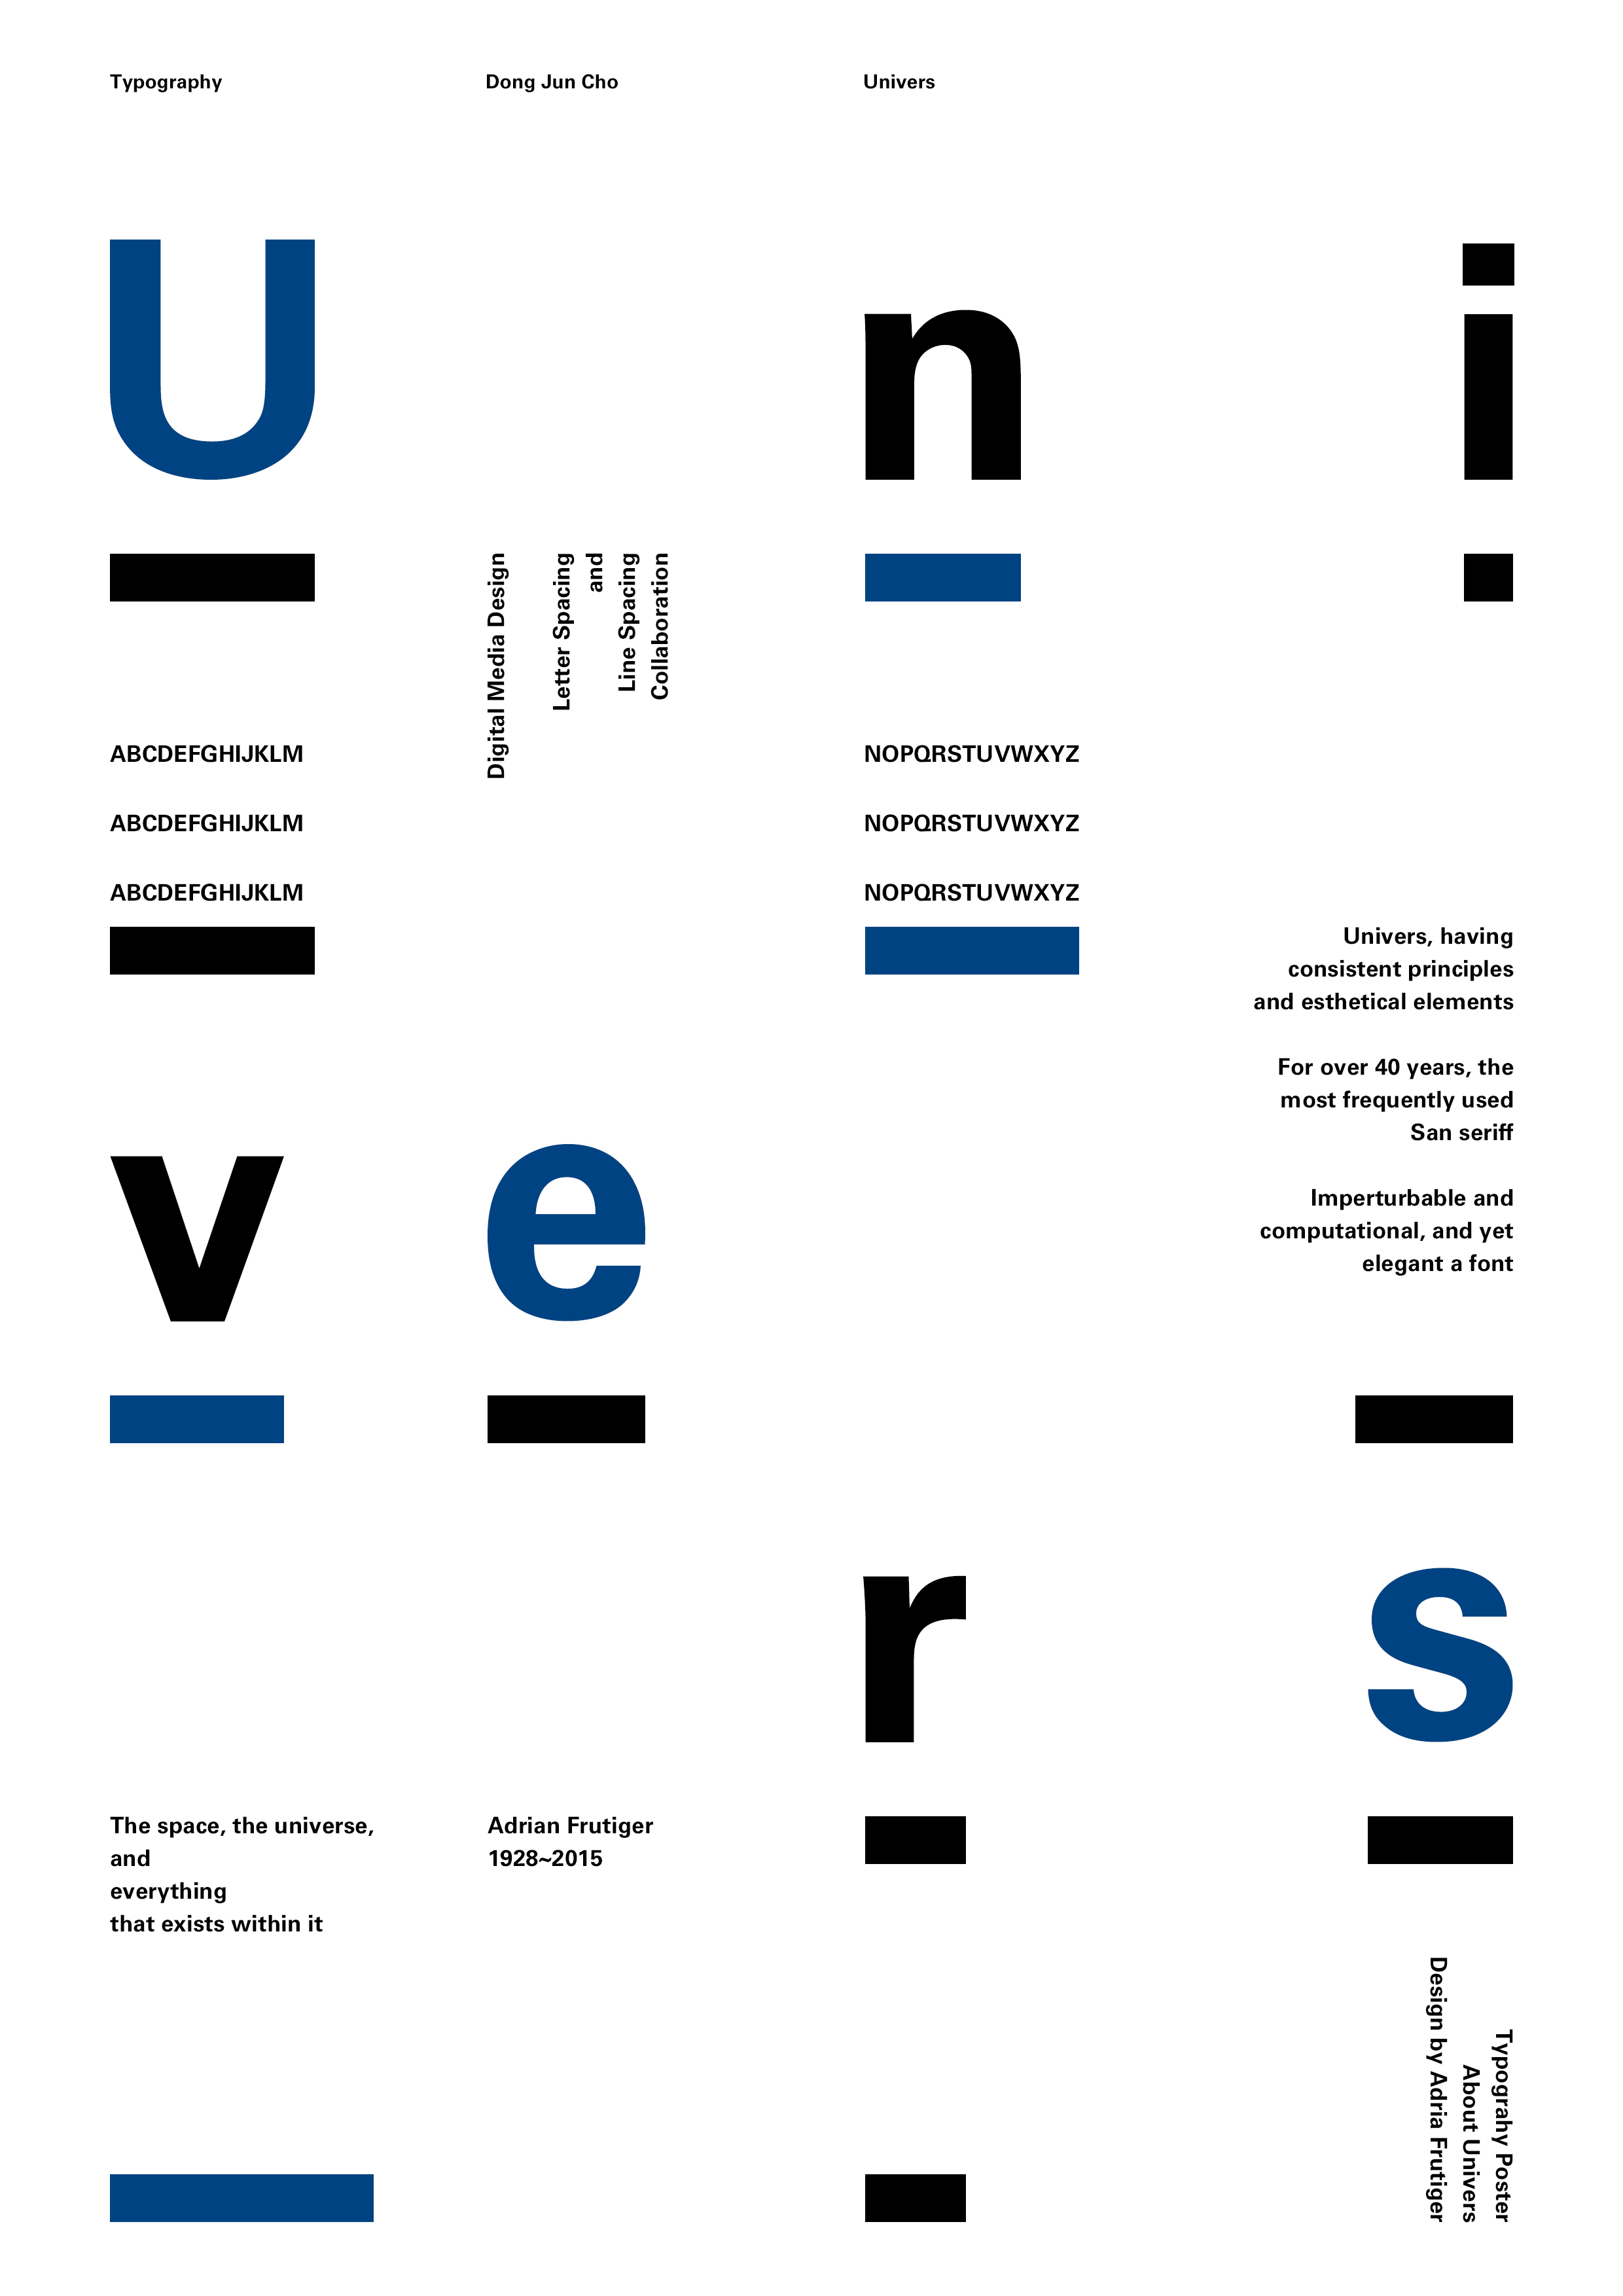 Typography
Dong Jun Cho
Univers
U
n
i
Digital Media Design
Letter Spacing
and
Line Spacing
Collaboration
ABCDEFGHIJKLM
ABCDEFGHIJKLM
ABCDEFGHIJKLM
NOPQRSTUVWXYZ
NOPQRSTUVWXYZ
NOPQRSTUVWXYZ
Univers, having
consistent principles
and esthetical elements
For over 40 years, the
most frequently used
San seriff
Imperturbable and
computational, and yet
elegant a font
v
e
r
s
The space, the universe,
and
everything
that exists within it
Adrian Frutiger
1928~2015
Typograhy Poster
About Univers
Design by Adria Frutiger